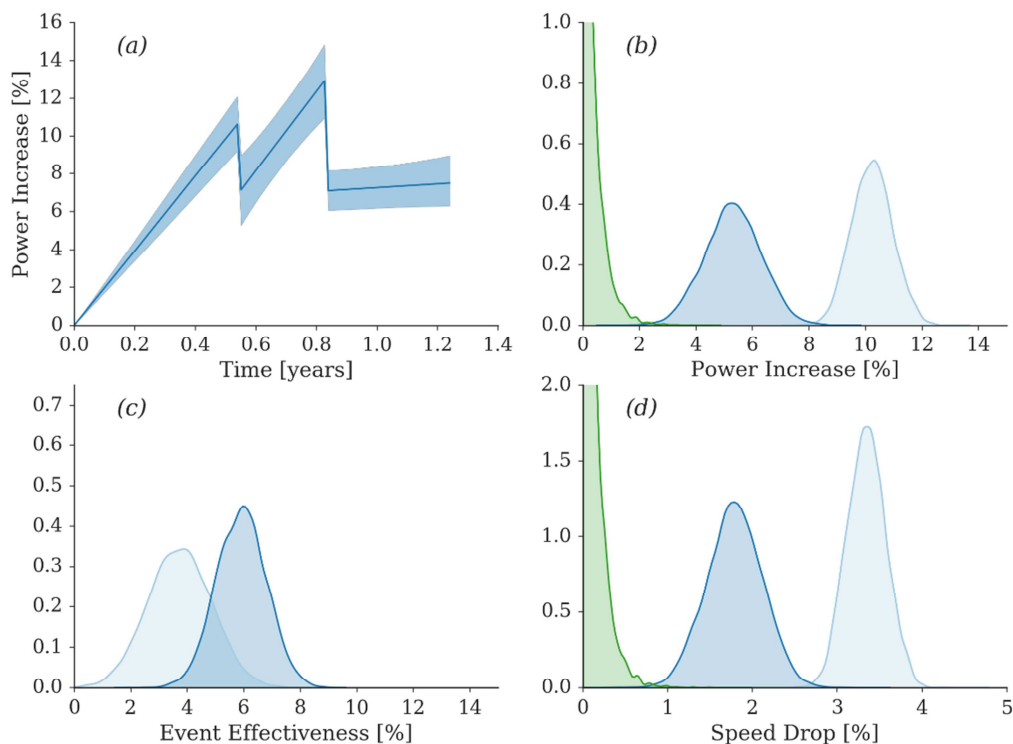 (a)
Power Increase [%]
16
14
12
10
8
6
4
2
0
0.0 0.2 0.4 0.6 0.8 1.0 1.2 1.4
Time [years]
(b)
1.0
0.8
0.6
0.4
0.2
0.0
0 2 4 6 8 10 12 14
Power Increase [%]
(c)
0.7
0.6
0.5
0.4
0.3
0.2
0.1
0.0
0 2 4 6 8 10 12 14
Event Effectiveness [%]
(d)
2.0
1.5
1.0
0.5
0.0
0 1 2 3 4 5
Speed Drop [%]